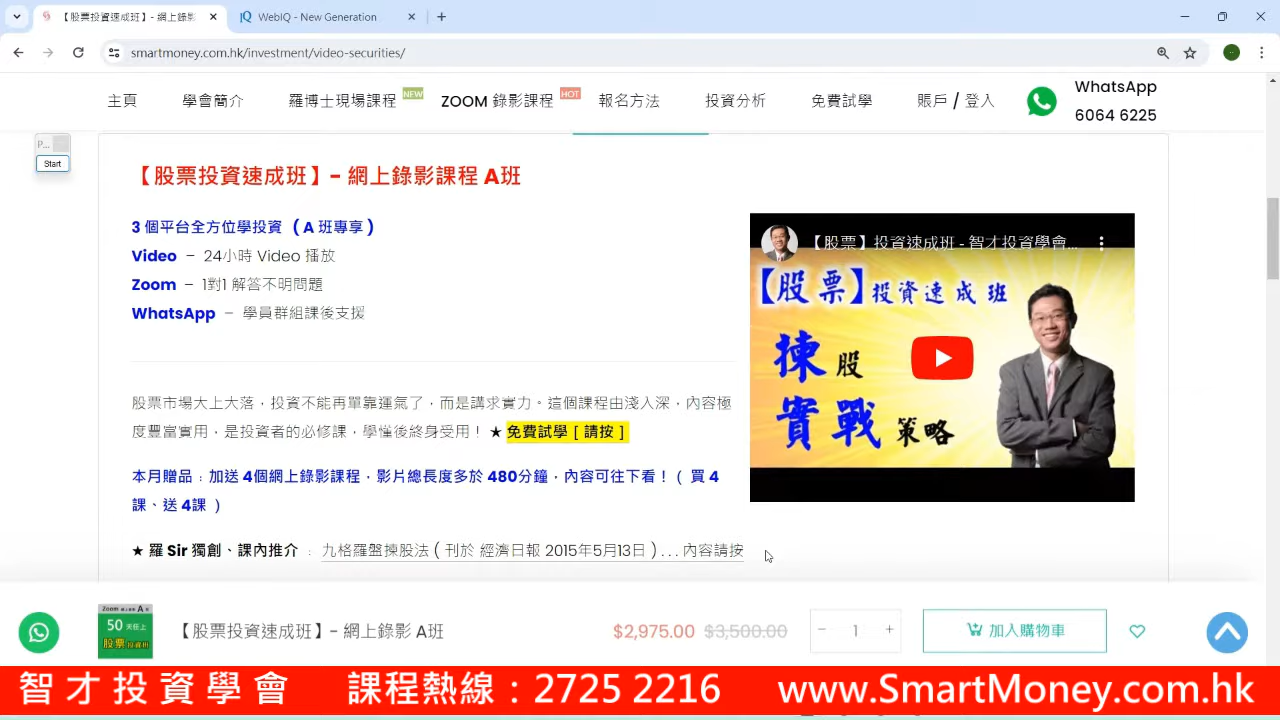 【股票投資速成班】- 網上錄影
WebIQ - New Generation
smartmoney.com.hk/investment/video-securities/
主頁
學會簡介
羅博士現場課程
NEW
ZOOM 錄影課程
HOT
報名方法
投資分析
免費試學
賬戶 / 登入
WhatsApp
6064 6225
P...
Start
【股票投資速成班】- 網上錄影課程 A班
3 個平台全方位學投資 ( A 班專享 )
Video – 24小時 Video 播放
Zoom – 1對1 解答不明問題
WhatsApp – 學員群組課後支援
股票市場大上大落，投資不能再單靠運氣了，而是講求實力。這個課程由淺入深，內容極
度豐富實用，是投資者的必修課，學懂後終身受用！ ★ 免費試學 [ 請按 ]
本月贈品﹕加送 4個網上錄影課程，影片總長度多於 480分鐘，內容可往下看！（ 買 4
課、送 4課 ）
★ 羅 Sir 獨創、課內推介﹕ 九格羅盤揀股法 ( 刊於 經濟日報 2015年5月13日 ) . . . 內容請按
【股票】投資速成班 - 智才投資學會...
【股票】投資速成班
揀股
實戰策略
Zoom 網上錄影 A 班
50 天任上
股票 投資班
【股票投資速成班】- 網上錄影 A班
$2,975.00 $3,500.00
− 1 +
加入購物車
智才投資學會 課程熱線：2725 2216 www.SmartMoney.com.hk